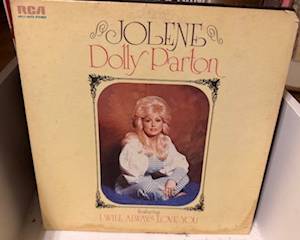 RCA
JOLENE
Dolly Parton
featuring
I WILL ALWAYS LOVE YOU